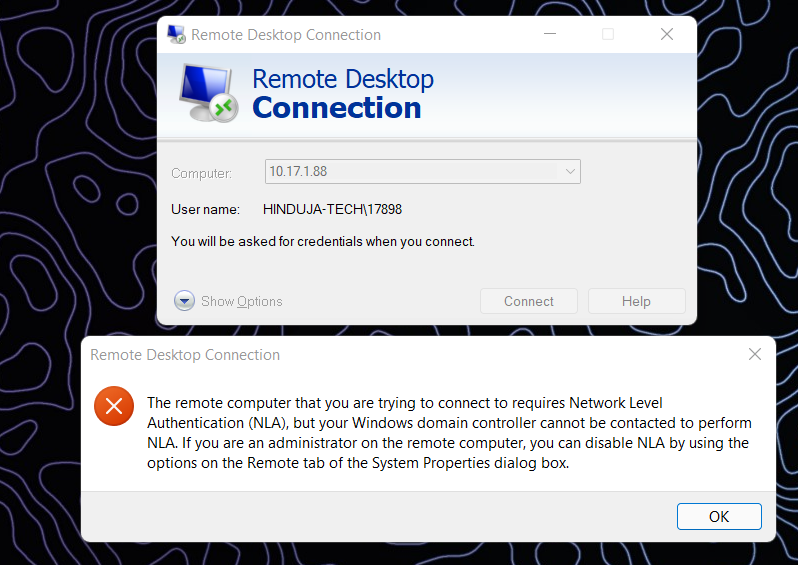 Remote Desktop Connection
Remote Desktop
Connection
Computer: 10.17.1.88
User name: HINDUJA-TECH\17898
You will be asked for credentials when you connect.
Show Options Connect Help
Remote Desktop Connection
The remote computer that you are trying to connect to requires Network Level
Authentication (NLA), but your Windows domain controller cannot be contacted to perform
NLA. If you are an administrator on the remote computer, you can disable NLA by using the
options on the Remote tab of the System Properties dialog box.
OK